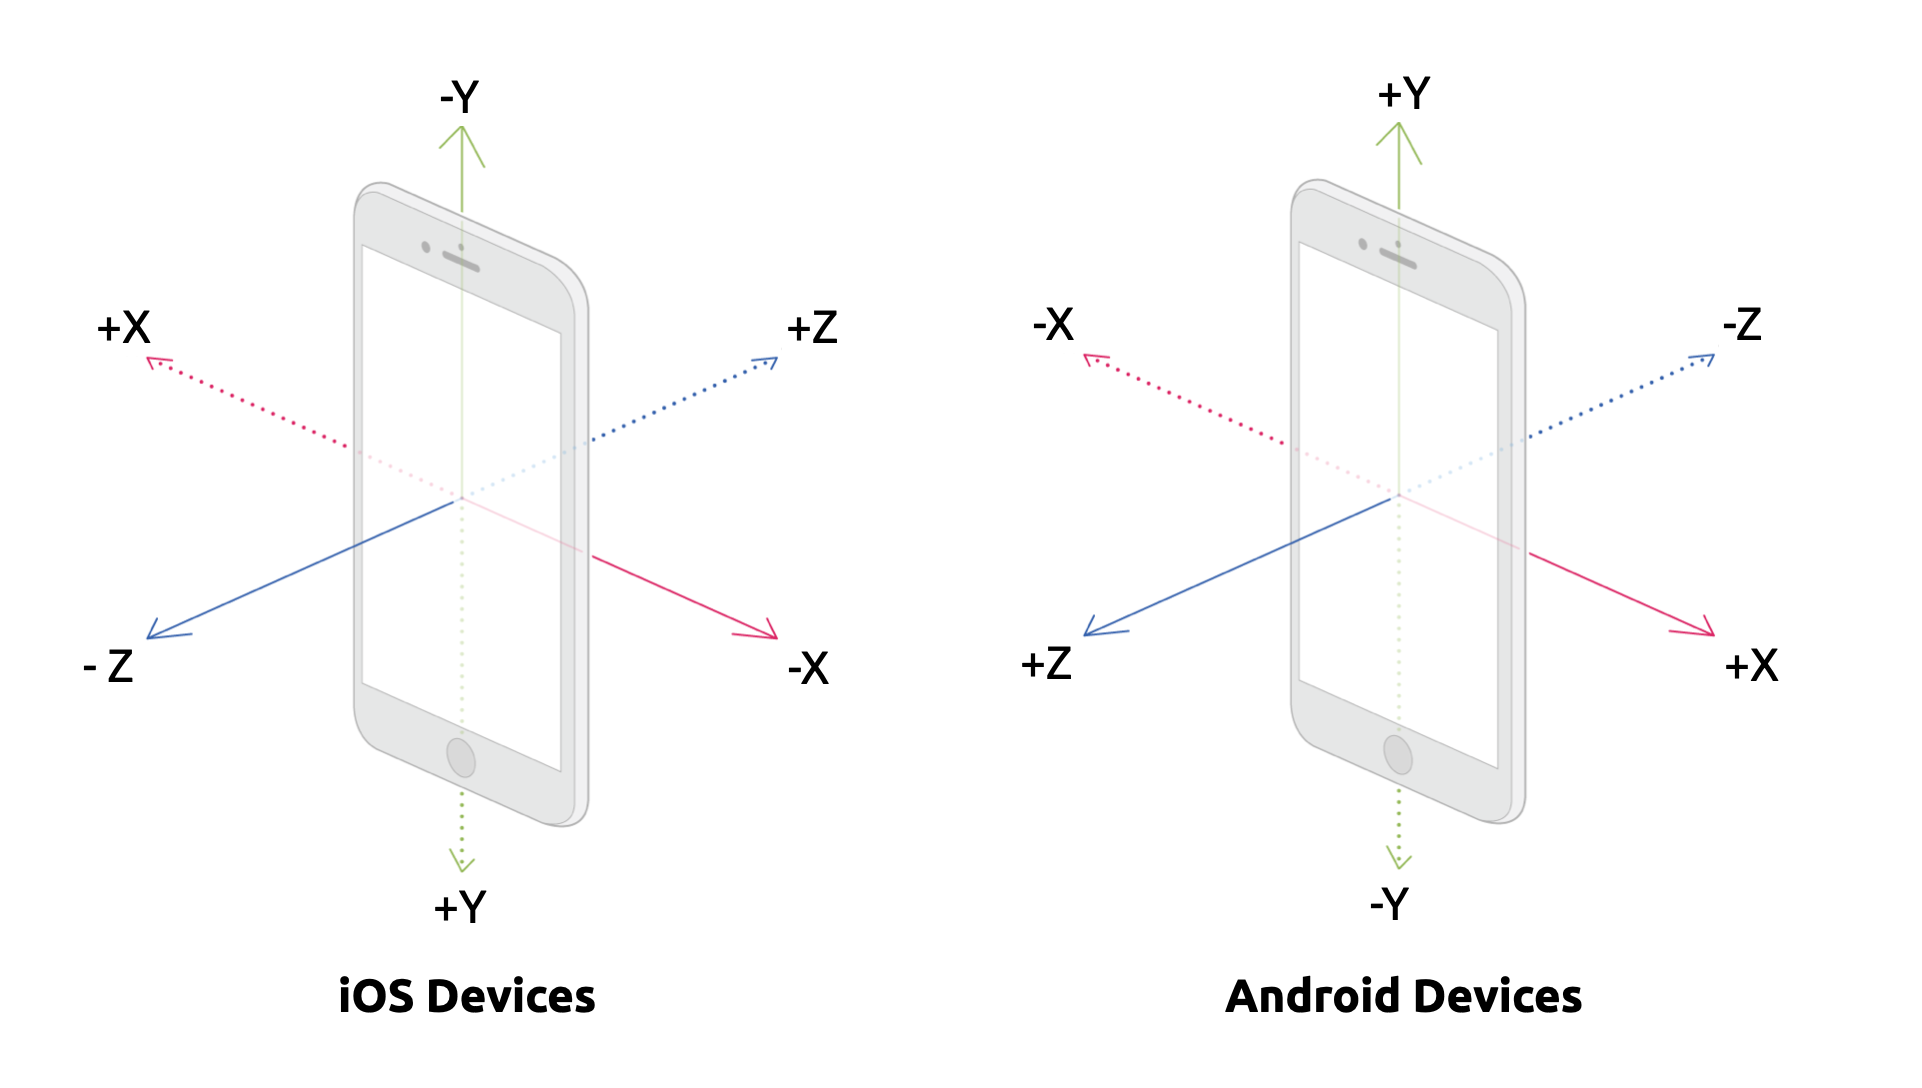 -Y
+X
+Z
- Z
-X
+Y
iOS Devices
+Y
-X
-Z
+Z
+X
-Y
Android Devices